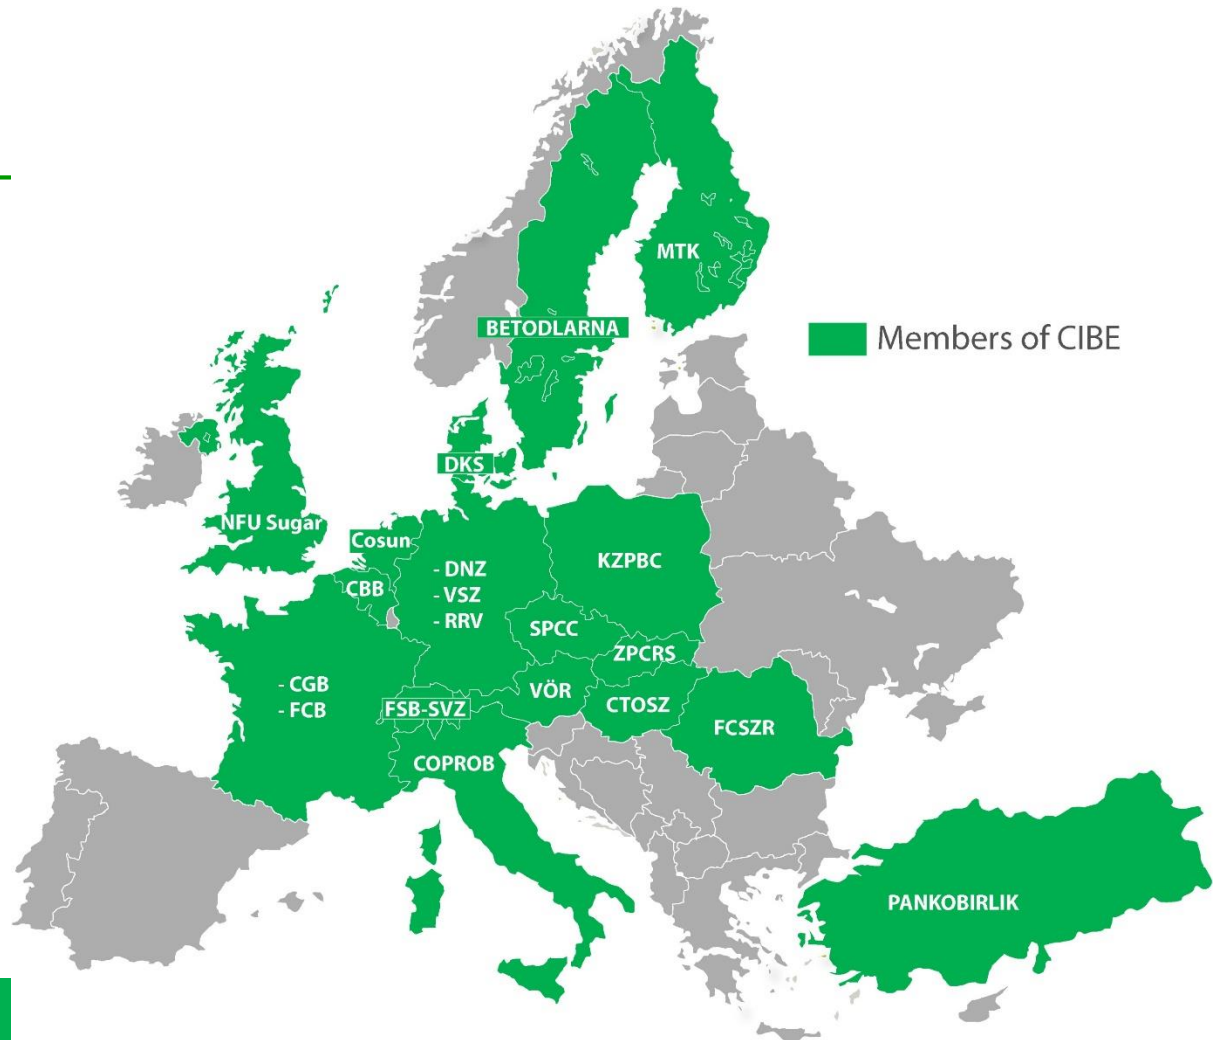 MTK
BETODLARNA
Members of CIBE
DKS
NFU Sugar
Cosun
CBB
- DNZ
- VSZ
- RRV
KZPBC
SPCC
ZPCRS
- CGB
- FCB
FSB-SVZ
VÖR
CTOSZ
FCSZR
COPROB
PANKOBIRLIK